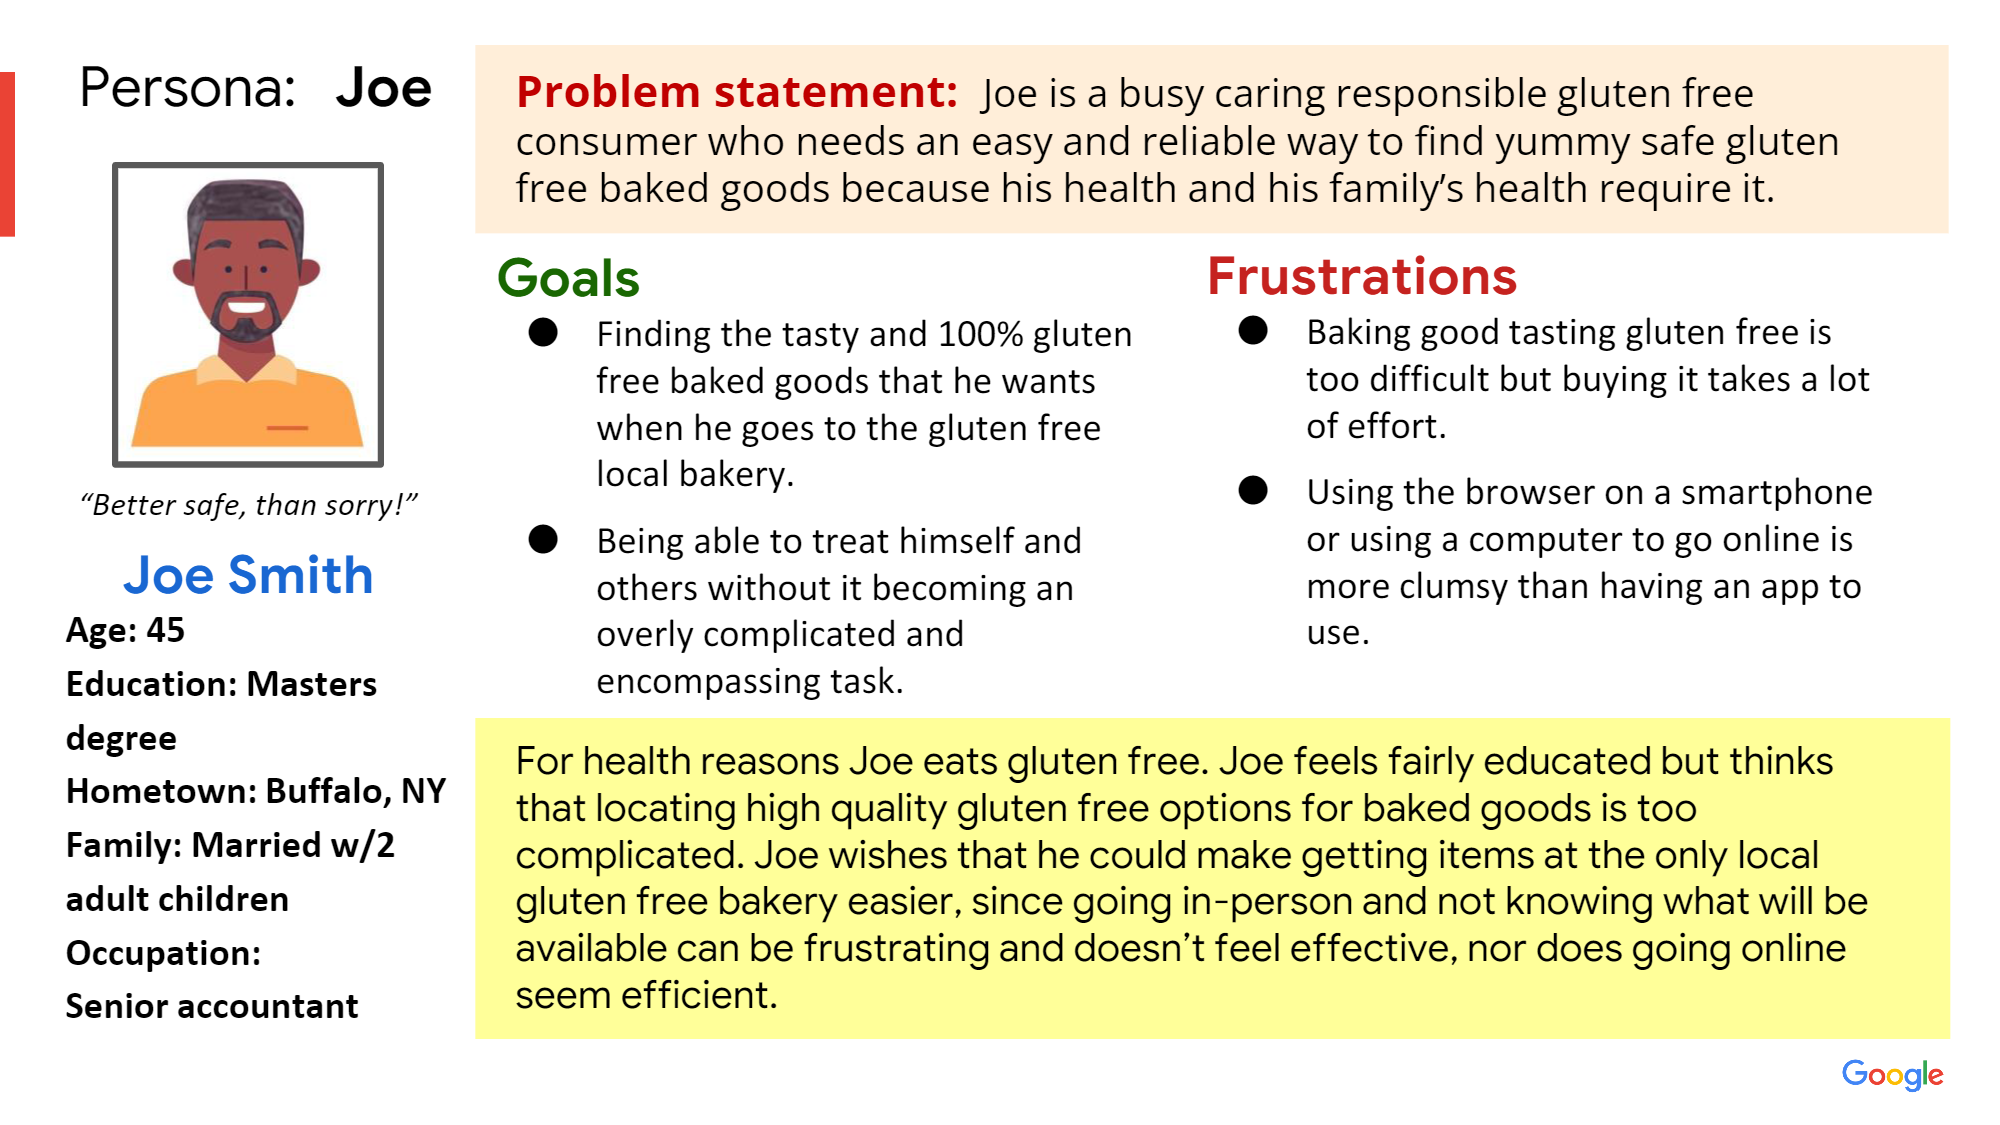 Persona: Joe
“Better safe, than sorry!”
Joe Smith
Age: 45
Education: Masters
degree
Hometown: Buffalo, NY
Family: Married w/2
adult children
Occupation:
Senior accountant
Problem statement: Joe is a busy caring responsible gluten free
consumer who needs an easy and reliable way to find yummy safe gluten
free baked goods because his health and his family’s health require it.
Goals
● Finding the tasty and 100% gluten
free baked goods that he wants
when he goes to the gluten free
local bakery.
● Being able to treat himself and
others without it becoming an
overly complicated and
encompassing task.
Frustrations
● Baking good tasting gluten free is
too difficult but buying it takes a lot
of effort.
● Using the browser on a smartphone
or using a computer to go online is
more clumsy than having an app to
use.
For health reasons Joe eats gluten free. Joe feels fairly educated but thinks
that locating high quality gluten free options for baked goods is too
complicated. Joe wishes that he could make getting items at the only local
gluten free bakery easier, since going in-person and not knowing what will be
available can be frustrating and doesn’t feel effective, nor does going online
seem efficient.
Google